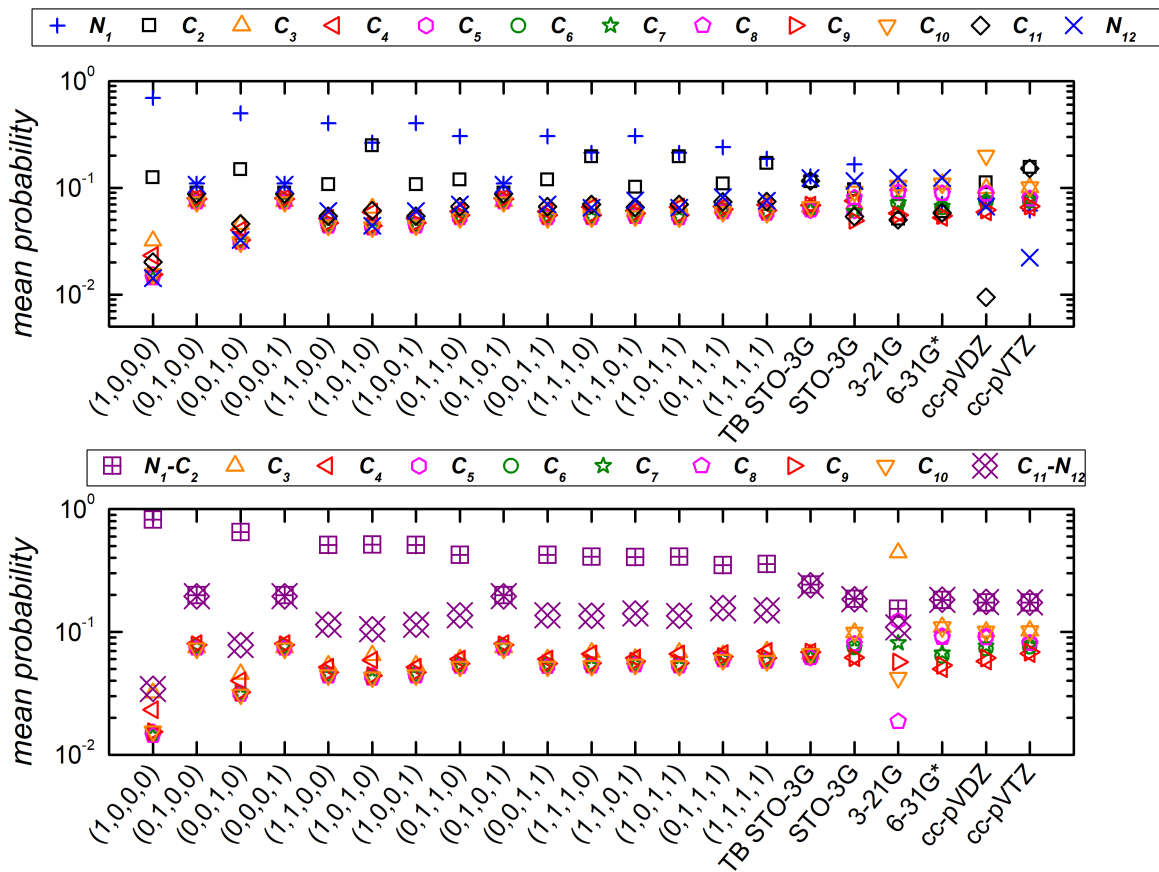 N1 C2 C3 C4 C5 C6 C7 C8 C9 C10 C11 N12
10^0
10^-1
10^-2
mean probability
(1,0,0,0) (0,1,0,0) (0,0,1,0) (0,0,0,1) (1,1,0,0) (1,0,1,0) (1,0,0,1) (0,1,1,0) (0,1,0,1) (0,0,1,1) (1,1,1,0) (1,1,0,1) (1,0,1,1) (0,1,1,1) (1,1,1,1) TB STO-3G STO-3G 3-21G 6-31G* cc-pVDZ cc-pVTZ
N1-C2 C3 C4 C5 C6 C7 C8 C9 C10 C11-N12
10^0
10^-1
10^-2
mean probability
(1,0,0,0) (0,1,0,0) (0,0,1,0) (0,0,0,1) (1,1,0,0) (1,0,1,0) (1,0,0,1) (0,1,1,0) (0,1,0,1) (0,0,1,1) (1,1,1,0) (1,1,0,1) (1,0,1,1) (0,1,1,1) (1,1,1,1) TB STO-3G STO-3G 3-21G 6-31G* cc-pVDZ cc-pVTZ